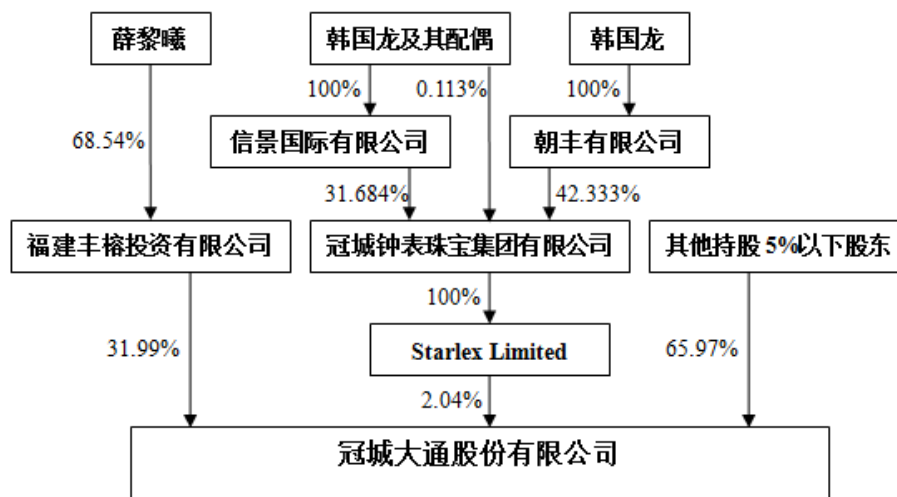 薛黎曦
韩国龙及其配偶
韩国龙
100%
0.113%
100%
68.54%
信景国际有限公司
朝丰有限公司
31.684%
42.333%
福建丰榕投资有限公司
冠城钟表珠宝集团有限公司
其他持股 5%以下股东
100%
31.99%
Starlex Limited
65.97%
2.04%
冠城大通股份有限公司